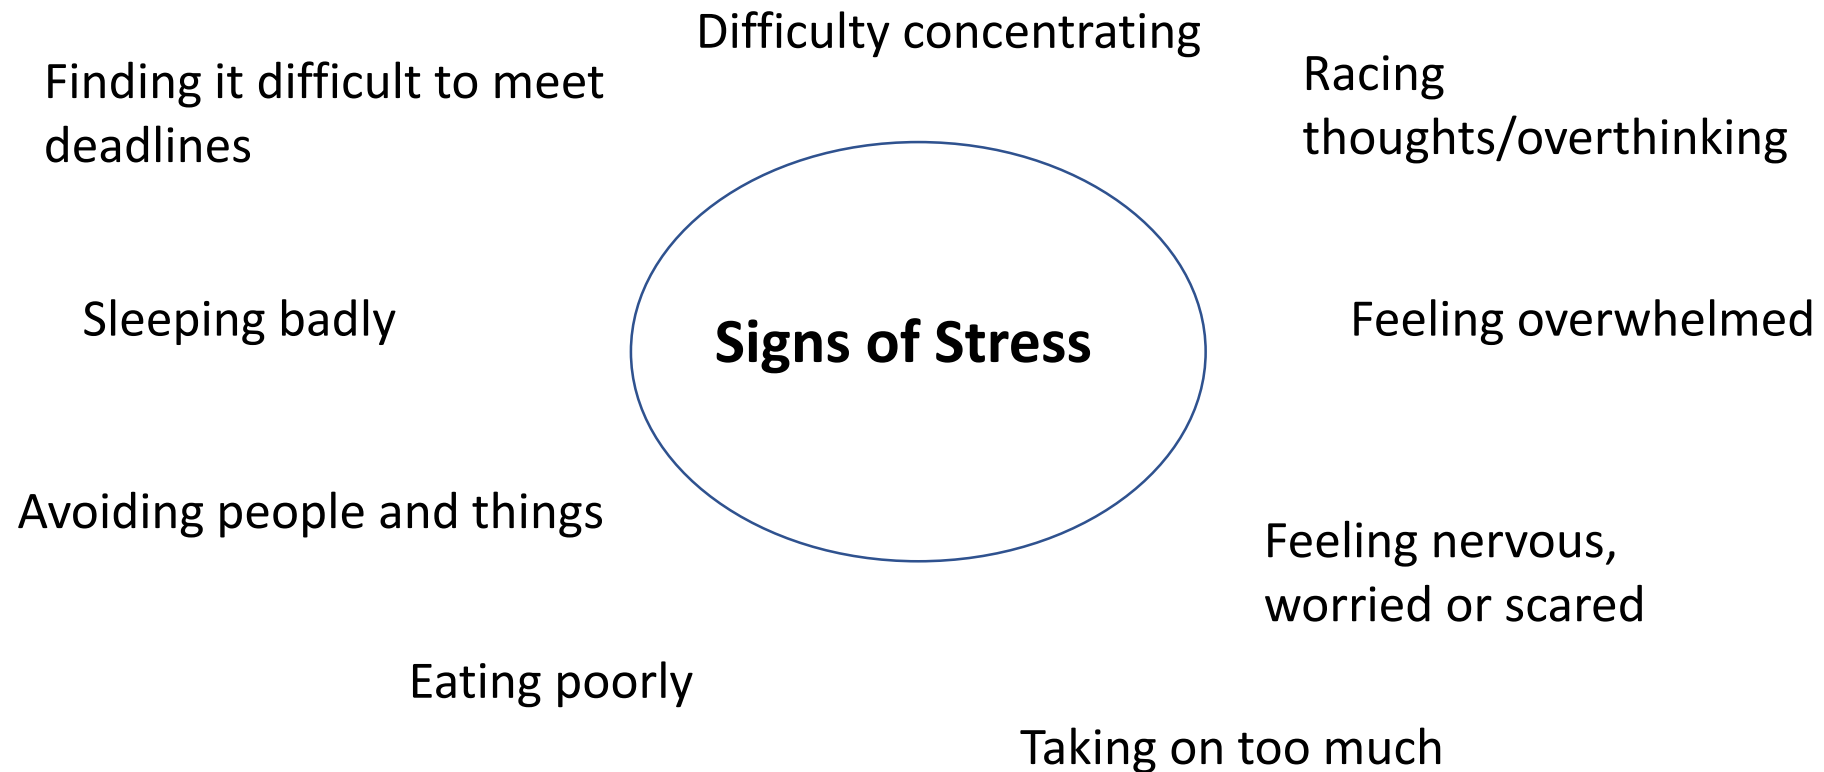 Difficulty concentrating
Finding it difficult to meet
deadlines
Racing
thoughts/overthinking
Sleeping badly
Signs of Stress
Feeling overwhelmed
Avoiding people and things
Feeling nervous,
worried or scared
Eating poorly
Taking on too much